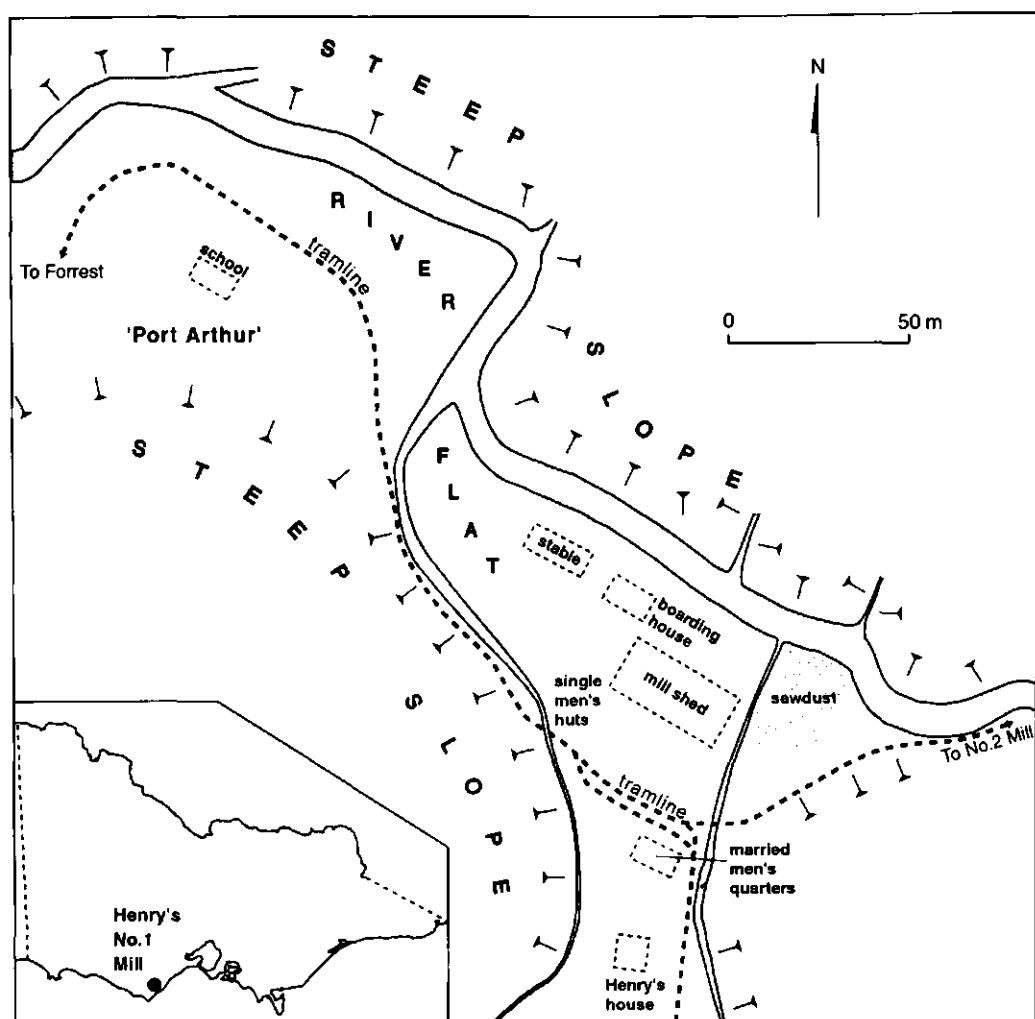 STEEP
SLOPE
N
RIVER
FLAT
tramline
To Forrest
school
'Port Arthur'
0 50 m
STEEP
SLOPE
stable
boarding
house
mill shed
single
men's
huts
sawdust
To No.2 Mill
tramline
married
men's
quarters
Henry's
house
Henry's
No.1
Mill